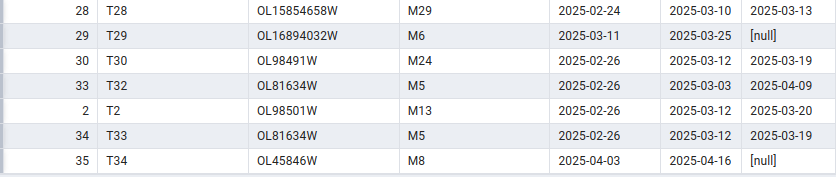 28 T28 OL15854658W M29 2025-02-24 2025-03-10 2025-03-13
29 T29 OL16894032W M6 2025-03-11 2025-03-25 [null]
30 T30 OL98491W M24 2025-02-26 2025-03-12 2025-03-19
33 T32 OL81634W M5 2025-02-26 2025-03-03 2025-04-09
2 T2 OL98501W M13 2025-02-26 2025-03-12 2025-03-20
34 T33 OL81634W M5 2025-02-26 2025-03-12 2025-03-19
35 T34 OL45846W M8 2025-04-03 2025-04-16 [null]